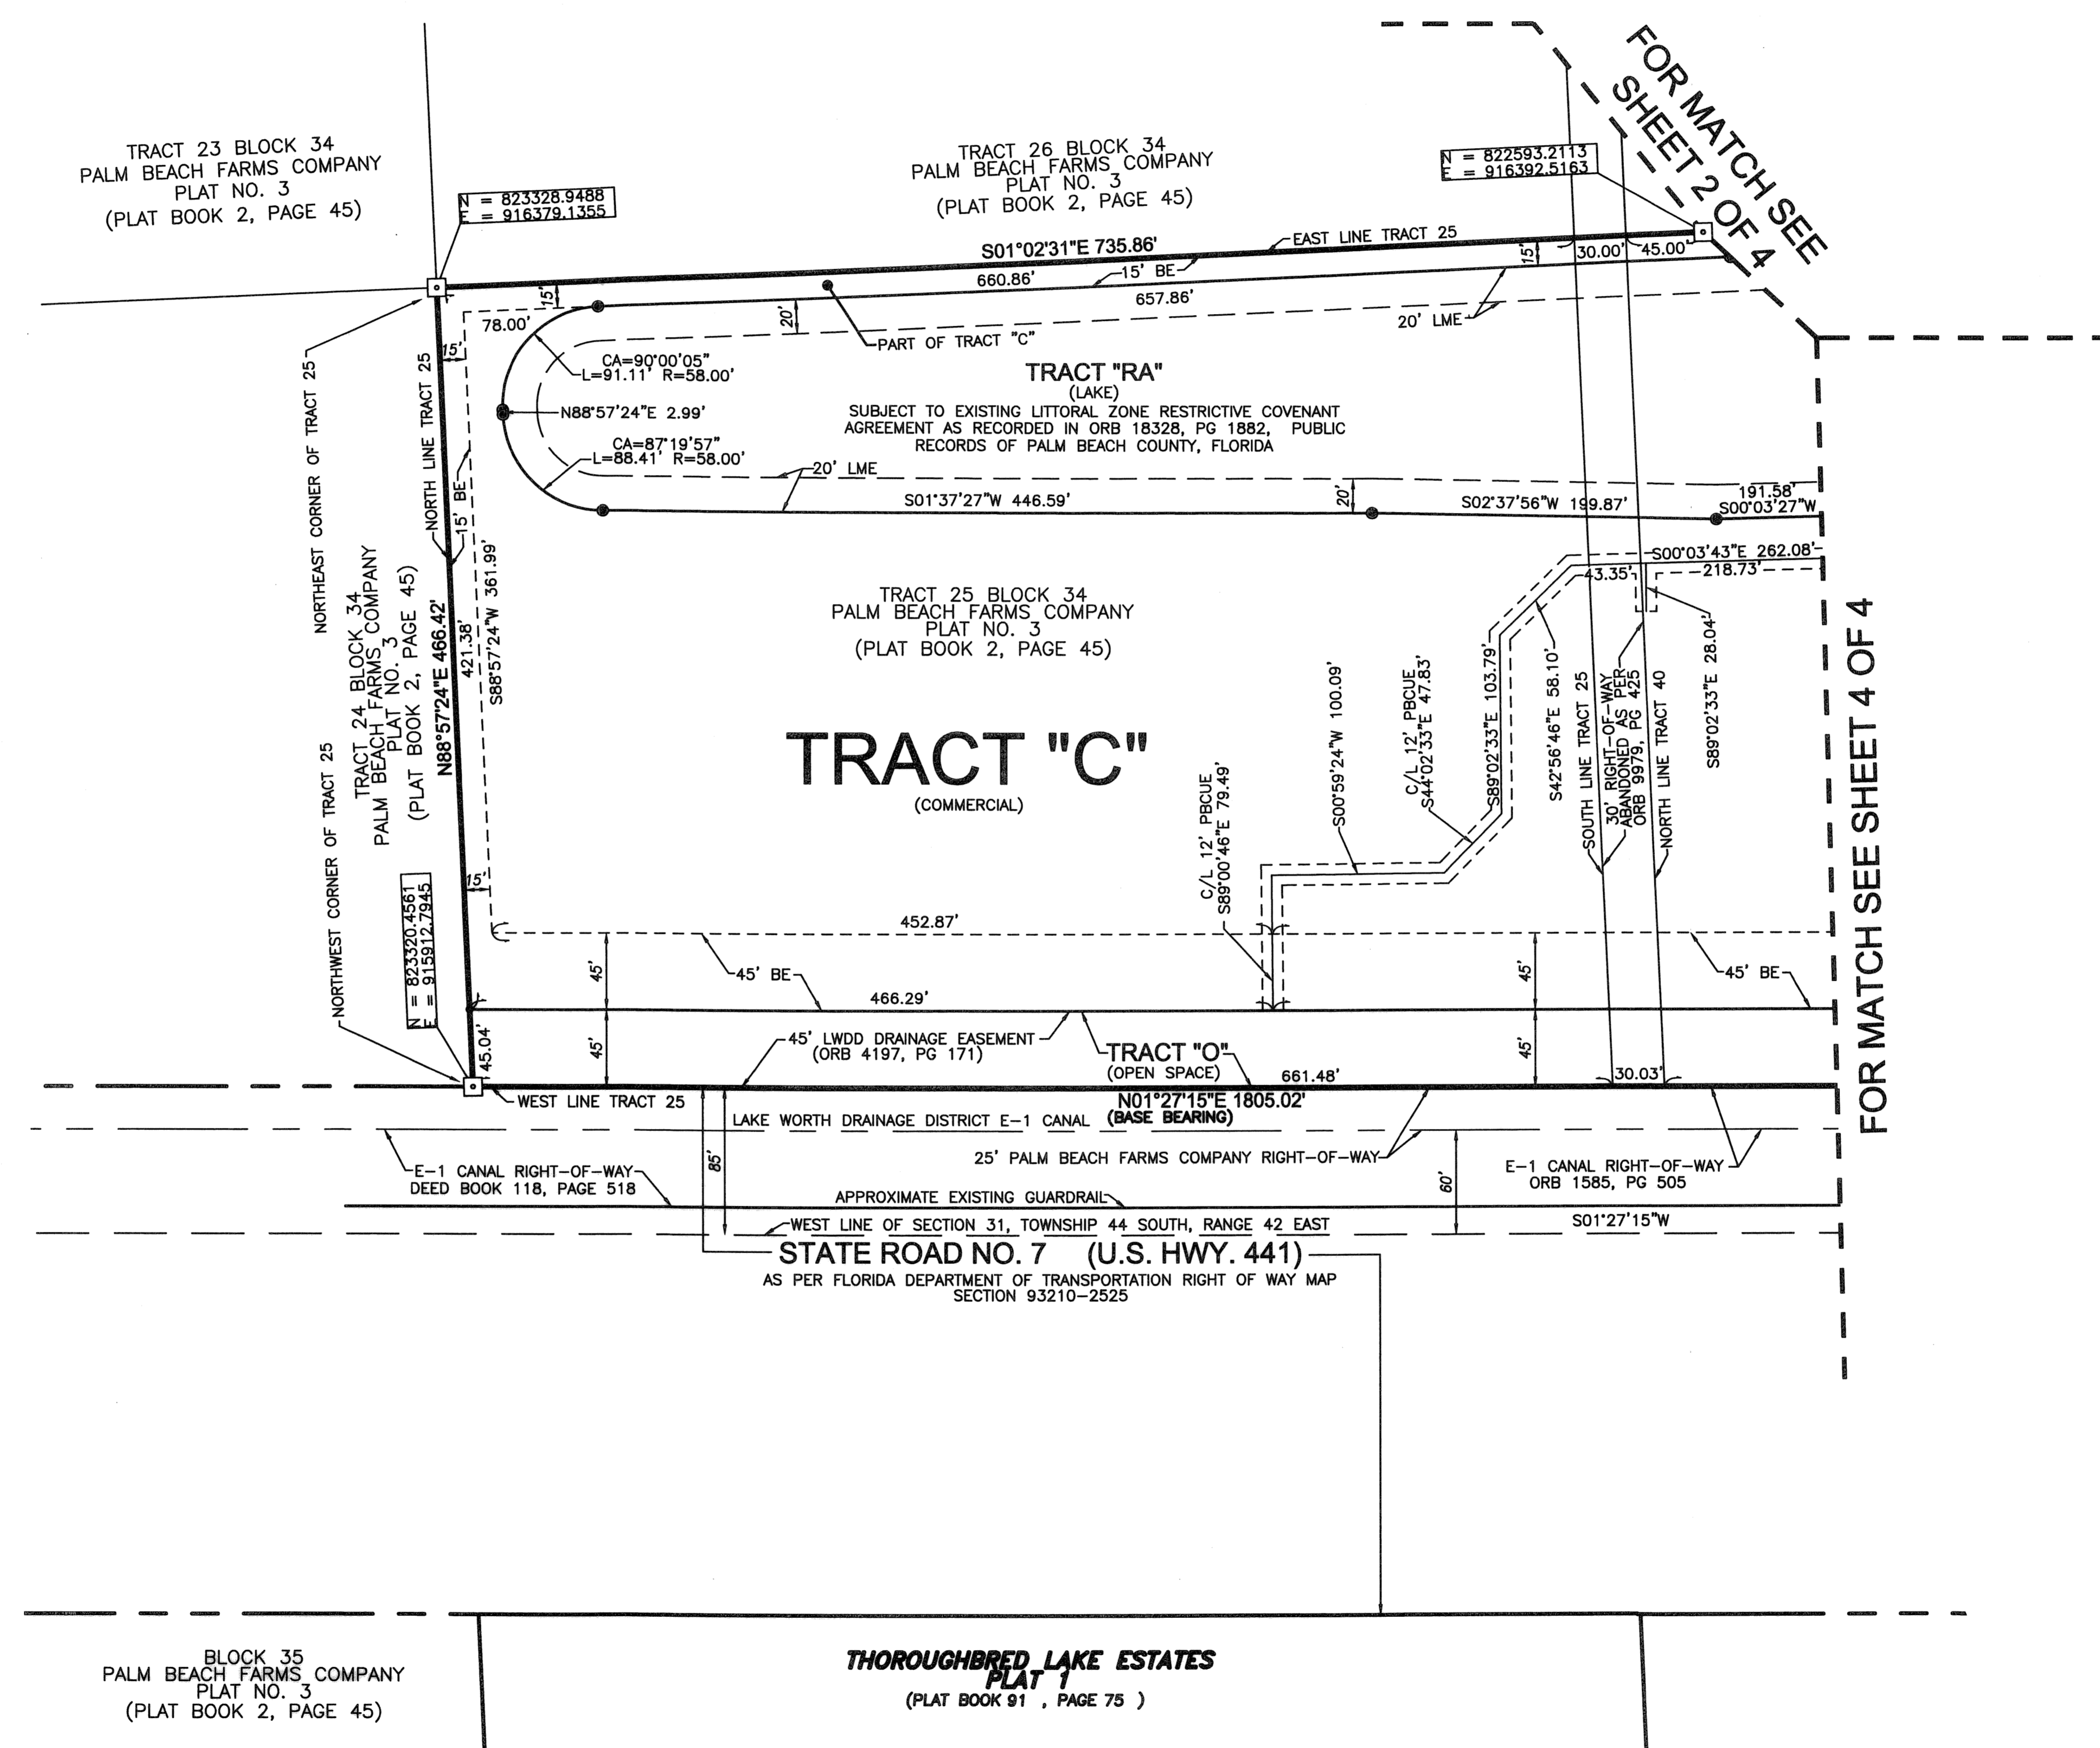 TRACT 23 BLOCK 34
PALM BEACH FARMS COMPANY
PLAT NO. 3
(PLAT BOOK 2, PAGE 45)
N = 823328.9488
E = 916379.1355
TRACT 26 BLOCK 34
PALM BEACH FARMS COMPANY
PLAT NO. 3
(PLAT BOOK 2, PAGE 45)
N = 822593.2113
E = 916392.5163
FOR MATCH SEE
SHEET 2 OF 4
S01°02'31"E 735.86'
EAST LINE TRACT 25
15'
30.00'
45.00'
660.86'
15' BE
657.86'
15'
78.00'
20'
20' LME
PART OF TRACT "C"
15'
CA=90°00'05"
L=91.11' R=58.00'
N88°57'24"E 2.99'
CA=87°19'57"
L=88.41' R=58.00'
TRACT "RA"
(LAKE)
SUBJECT TO EXISTING LITTORAL ZONE RESTRICTIVE COVENANT
AGREEMENT AS RECORDED IN ORB 18328, PG 1882, PUBLIC
RECORDS OF PALM BEACH COUNTY, FLORIDA
20' LME
S01°37'27"W 446.59'
20'
S02°37'56"W 199.87'
191.58'
S00°03'27"W
S00°03'43"E 262.08'
43.35'
218.73'
NORTHEAST CORNER OF TRACT 25
NORTH LINE TRACT 25
15' BE
TRACT 24 BLOCK 34
PALM BEACH FARMS COMPANY
PLAT NO. 3
(PLAT BOOK 2, PAGE 45)
N88°57'24"E 466.42'
421.38'
S88°57'24"W 361.99'
NORTHWEST CORNER OF TRACT 25
N = 823320.4561
E = 915912.7945
TRACT 25 BLOCK 34
PALM BEACH FARMS COMPANY
PLAT NO. 3
(PLAT BOOK 2, PAGE 45)
TRACT "C"
(COMMERCIAL)
C/L 12' PBCUE
S89°00'46"E 79.49'
S00°59'24"W 100.09'
C/L 12' PBCUE
S44°02'33"E 47.83'
S89°02'33"E 103.79'
S42°56'46"E 58.10'
SOUTH LINE TRACT 25
30' RIGHT-OF-WAY
ABANDONED AS PER
ORB 9979, PG 425
NORTH LINE TRACT 40
S89°02'33"E 28.04'
FOR MATCH SEE SHEET 4 OF 4
15'
452.87'
45'
45' BE
45'
45' BE
466.29'
45.04'
45'
45' LWDD DRAINAGE EASEMENT
(ORB 4197, PG 171)
TRACT "O"
(OPEN SPACE)
45'
661.48'
30.03'
WEST LINE TRACT 25
N01°27'15"E 1805.02'
(BASE BEARING)
LAKE WORTH DRAINAGE DISTRICT E-1 CANAL
85'
25' PALM BEACH FARMS COMPANY RIGHT-OF-WAY
60'
E-1 CANAL RIGHT-OF-WAY
DEED BOOK 118, PAGE 518
E-1 CANAL RIGHT-OF-WAY
ORB 1585, PG 505
APPROXIMATE EXISTING GUARDRAIL
WEST LINE OF SECTION 31, TOWNSHIP 44 SOUTH, RANGE 42 EAST
S01°27'15"W
STATE ROAD NO. 7 (U.S. HWY. 441)
AS PER FLORIDA DEPARTMENT OF TRANSPORTATION RIGHT OF WAY MAP
SECTION 93210-2525
BLOCK 35
PALM BEACH FARMS COMPANY
PLAT NO. 3
(PLAT BOOK 2, PAGE 45)
THOROUGHBRED LAKE ESTATES
PLAT 1
(PLAT BOOK 91 , PAGE 75 )